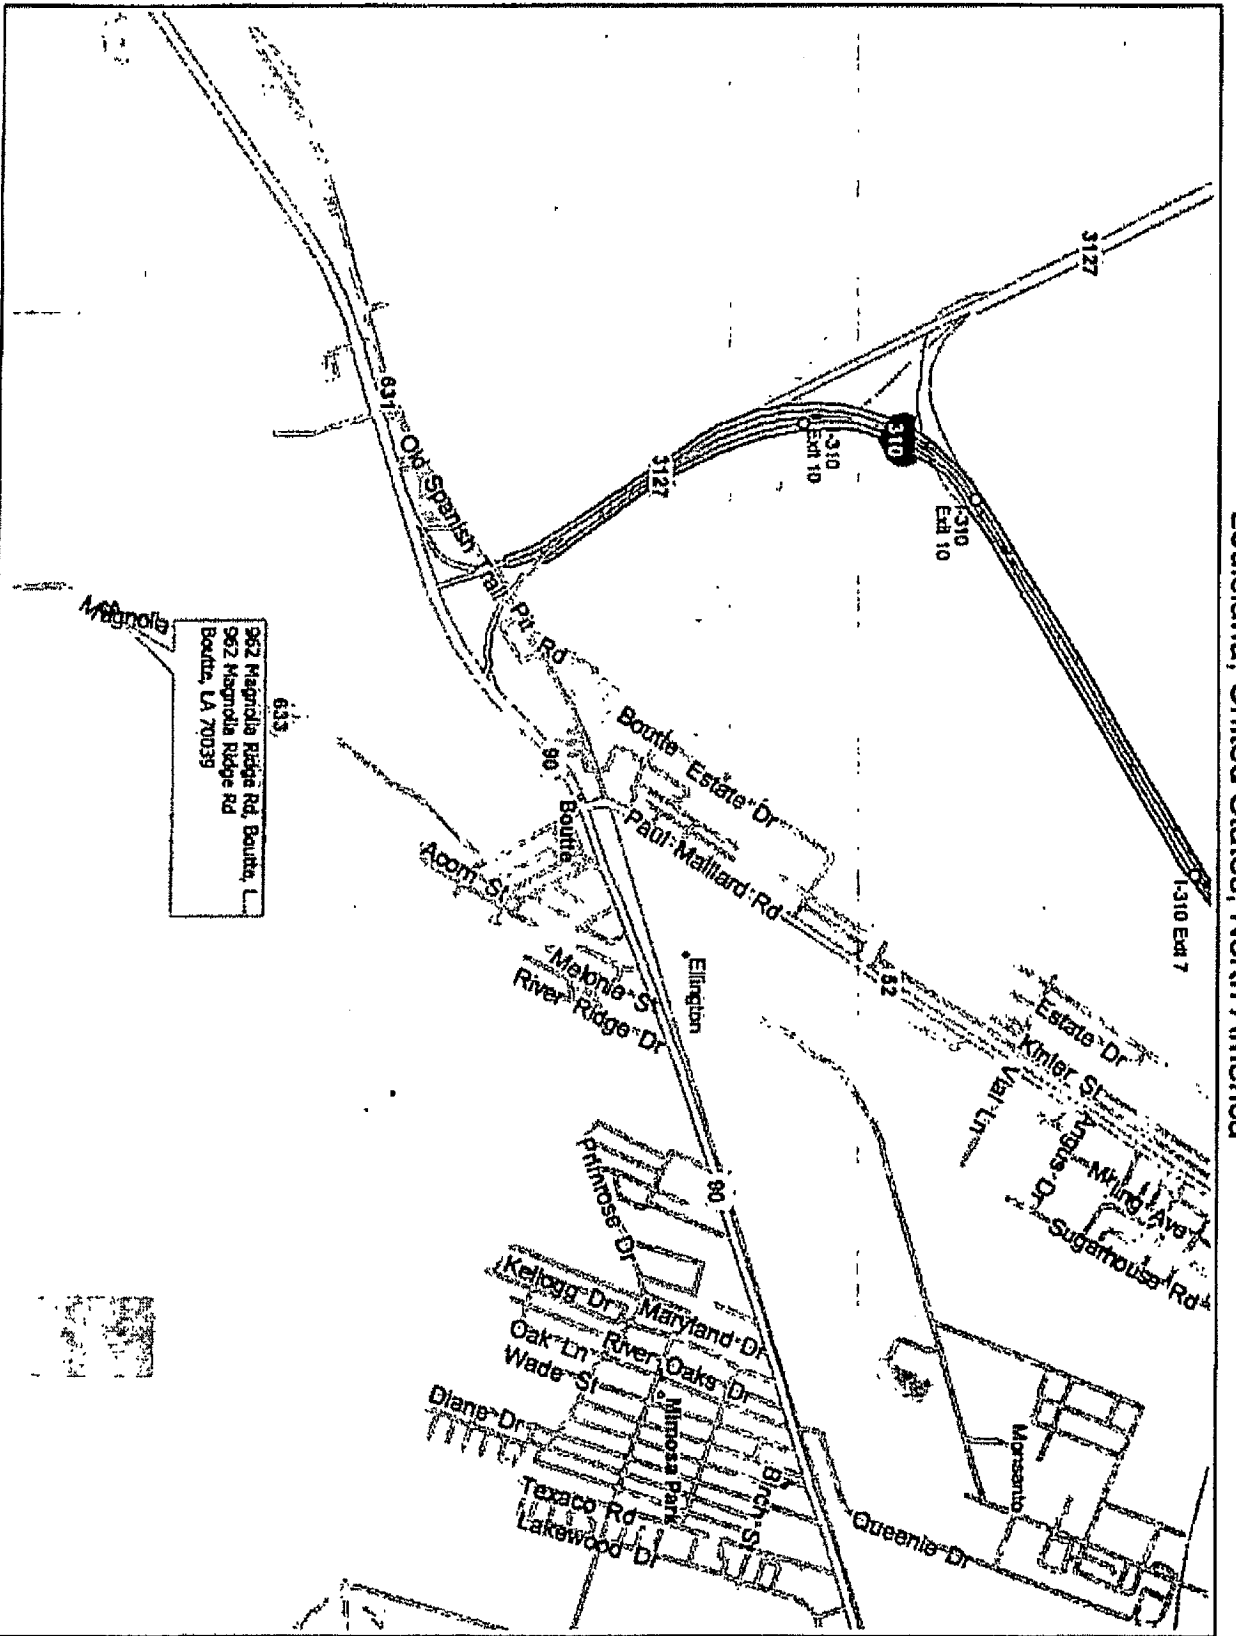 Louisiana, United States, North America
3127
I-310 Exit 7
310
I-310
Exit 10
I-310
Exit 10
3127
631
Old Spanish Trail
Pit Rd
Boutte Estate Dr
Paul Maillard Rd
52
Estate Dr
Kinler St
Vial Ln
Angus Dr
Sugarhouse Rd
90
Boutte
Ellington
Acorn St
Melonie St
River Ridge Dr
633
Magnolia
962 Magnolia Ridge Rd, Boutte, L...
962 Magnolia Ridge Rd
Boutte, LA 70039
90
Primrose Dr
Kellogg Dr
Maryland Dr
Oak Ln
River Oaks Dr
Wade St
Mimosa Park
Diane Dr
Birch St
Texaco Rd
Lakewood Dr
Queenie Dr
Monsanto